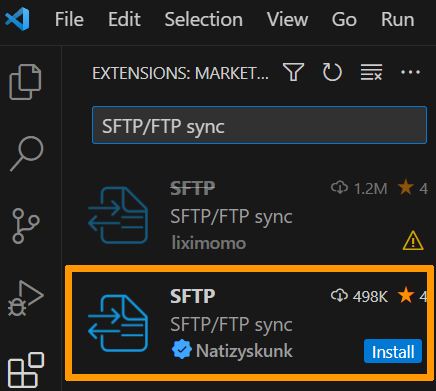 File Edit Selection View Go Run
EXTENSIONS: MARKET...
SFTP/FTP sync
SFTP 1.2M 4
SFTP/FTP sync
liximomo
SFTP 498K 4
SFTP/FTP sync
Natizyskunk Install